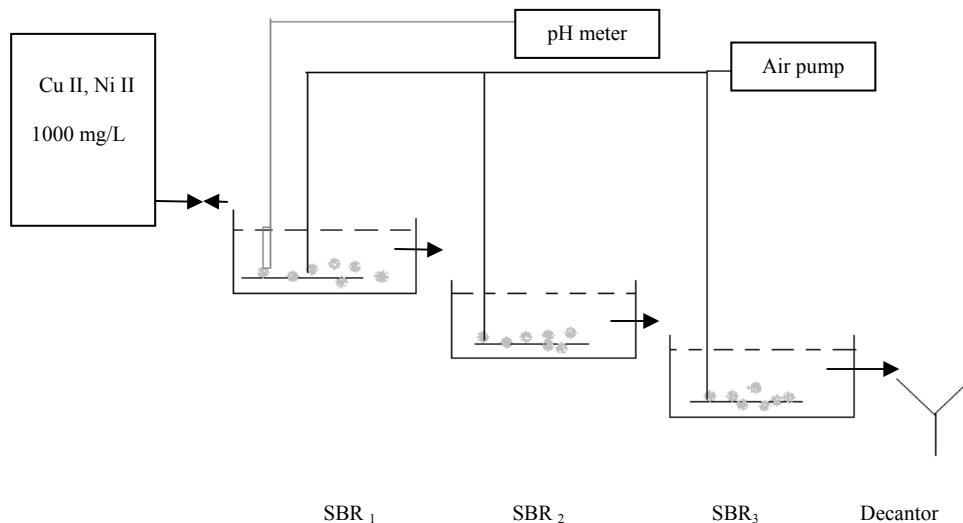 pH meter
Air pump
Cu II, Ni II
1000 mg/L
SBR 1
SBR 2
SBR3
Decantor